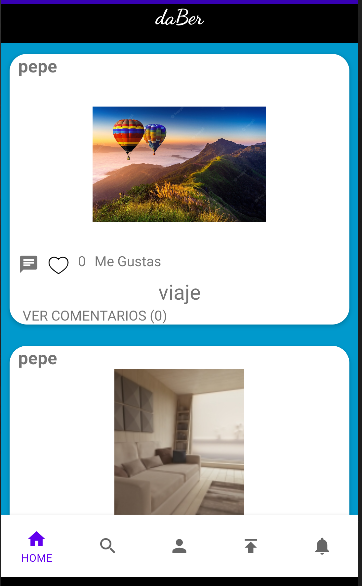 daBer
pepe
0 Me Gustas
viaje
VER COMENTARIOS (0)
pepe
HOME